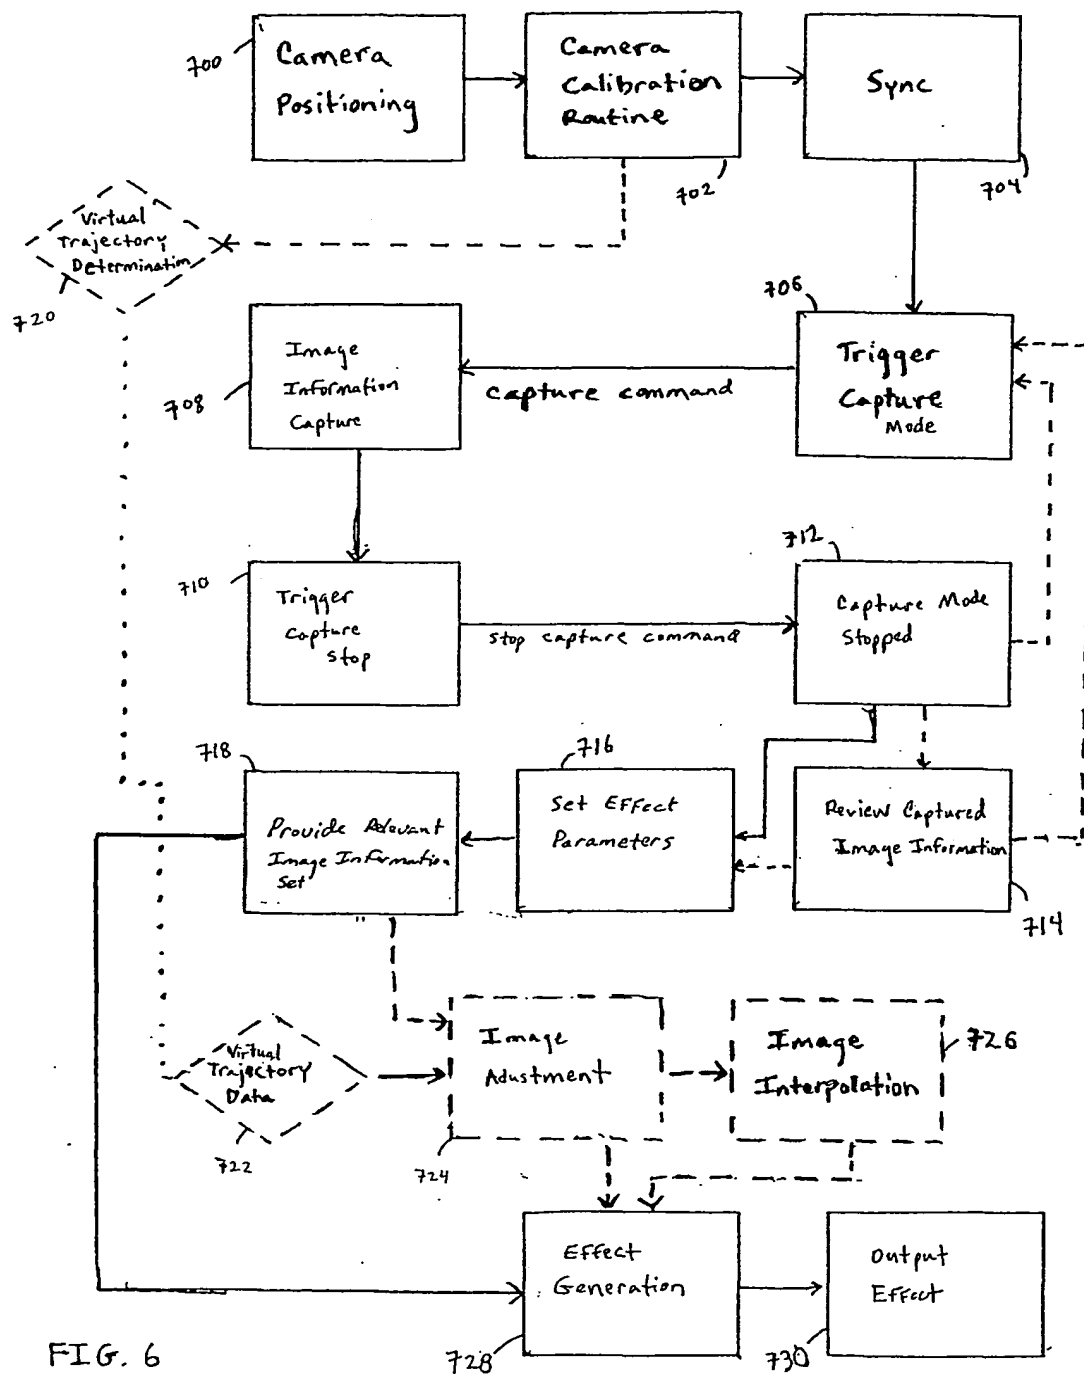 700
Camera
Positioning
Camera
Calibration
Routine
702
Sync
704
Virtual
Trajectory
Determination
720
706
Trigger
Capture
Mode
capture command
Image
Information
Capture
708
710
Trigger
Capture
Stop
stop capture command
712
Capture Mode
Stopped
718
Provide Relevant
Image Information
Set
716
Set Effect
Parameters
Review Captured
Image Information
714
Virtual
Trajectory
Data
722
Image
Adustment
724
Image
Interpolation
726
Effect
Generation
728
Output
Effect
730
FIG. 6